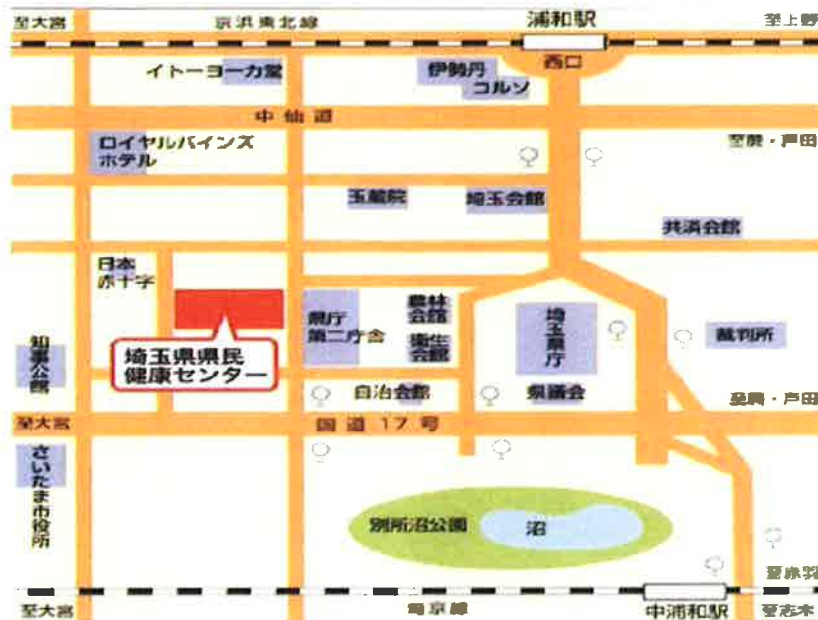 至大宮
京浜東北線
浦和駅
至上野
西口
イトーヨーカ堂
伊勢丹
コルソ
中仙道
ロイヤルパインズ
ホテル
至蕨・戸田
玉蔵院
埼玉会館
共済会館
日本
赤十字
県庁
第二庁舎
農林
会館
衛生
会館
埼玉県庁
裁判所
知事公館
埼玉県県民
健康センター
自治会館
県議会
至蕨・戸田
至大宮
国道17号
さいたま市役所
別所沼公園
沼
至赤羽
至大宮
埼京線
中浦和駅
至志木